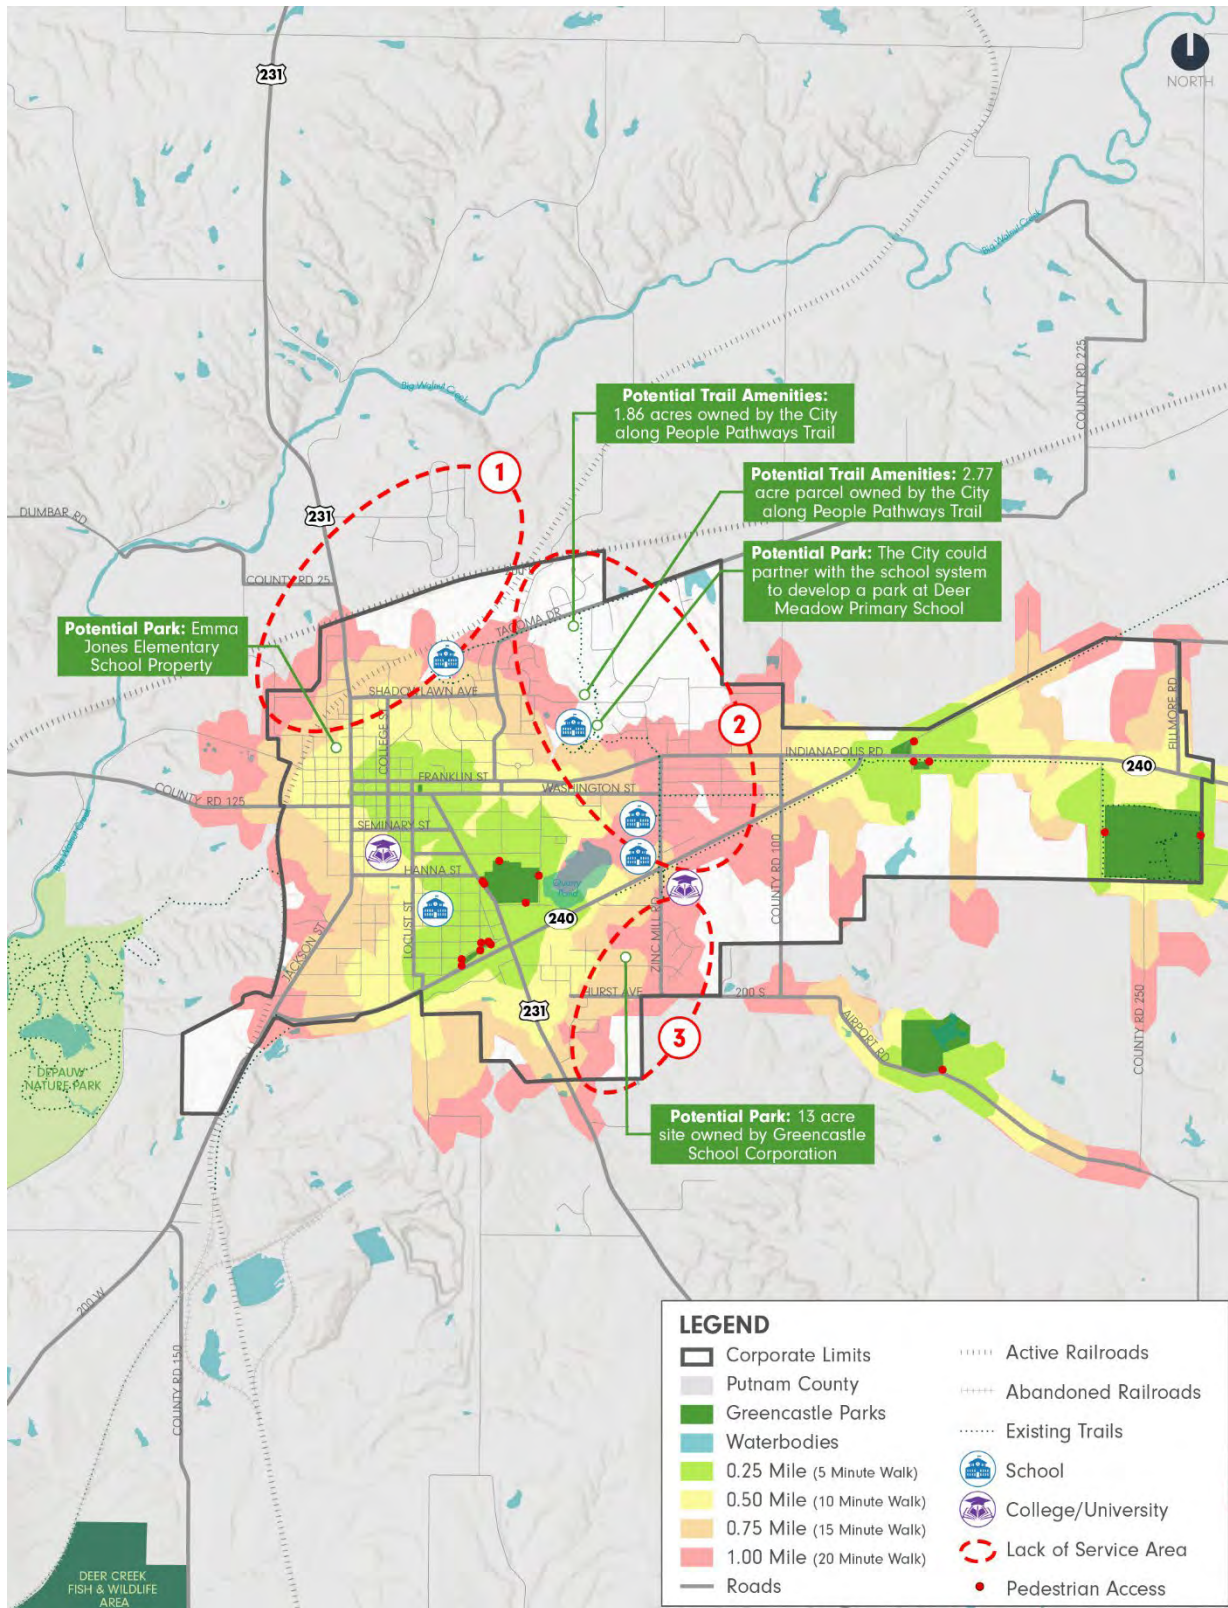 NORTH
231
Big Walnut Creek
COUNTY RD 225
Big Walnut Creek
Potential Trail Amenities:
1.86 acres owned by the City
along People Pathways Trail
1
Potential Trail Amenities: 2.77
acre parcel owned by the City
along People Pathways Trail
DUMBAR RD
231
Potential Park: The City could
partner with the school system
to develop a park at Deer
Meadow Primary School
COUNTY RD 25
Potential Park: Emma
Jones Elementary
School Property
TACOMA DR
SHADOWLAWN AVE
COLLEGE ST
2
FILLMORE RD
INDIANAPOLIS RD
240
FRANKLIN ST
WASHINGTON ST
COUNTY RD 125
SEMINARY ST
Big Walnut Creek
COUNTY RD 100
HANNA ST
Quarry
Pond
LOCUST ST
240
ZINC MILL RD
JACKSON ST
HURST AVE
200 S
231
3
AIRPORT RD
COUNTY RD 250
DEPAUW
NATURE PARK
Potential Park: 13 acre
site owned by Greencastle
School Corporation
200 W
COUNTY RD 150
DEER CREEK
FISH & WILDLIFE
AREA
LEGEND
Corporate Limits
Putnam County
Greencastle Parks
Waterbodies
0.25 Mile (5 Minute Walk)
0.50 Mile (10 Minute Walk)
0.75 Mile (15 Minute Walk)
1.00 Mile (20 Minute Walk)
Roads
Active Railroads
Abandoned Railroads
Existing Trails
School
College/University
Lack of Service Area
Pedestrian Access